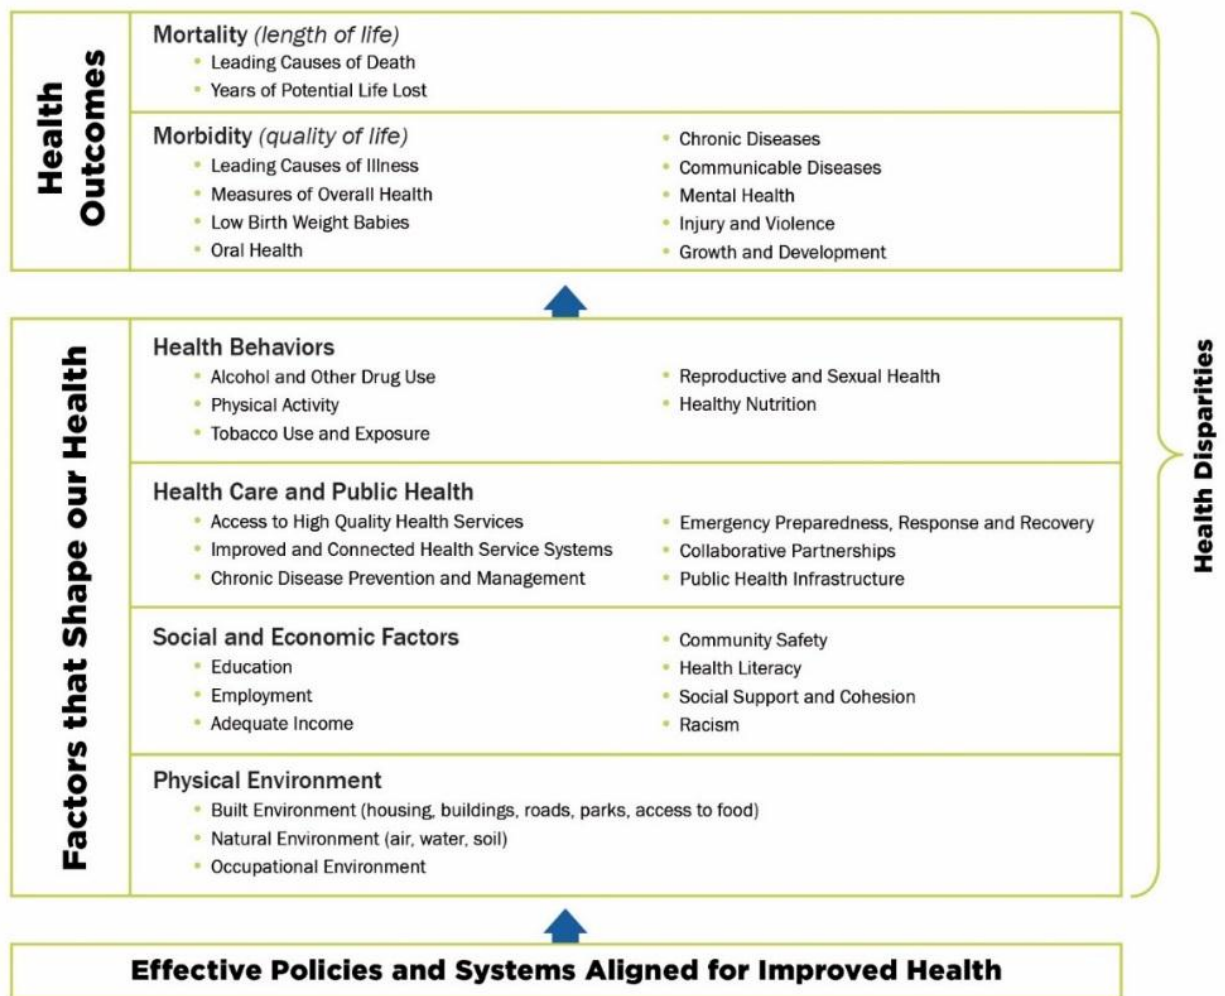 Health
Outcomes
Mortality (length of life)
• Leading Causes of Death
• Years of Potential Life Lost
Morbidity (quality of life)
• Leading Causes of Illness
• Measures of Overall Health
• Low Birth Weight Babies
• Oral Health
• Chronic Diseases
• Communicable Diseases
• Mental Health
• Injury and Violence
• Growth and Development
Factors that Shape our Health
Health Behaviors
• Alcohol and Other Drug Use
• Physical Activity
• Tobacco Use and Exposure
• Reproductive and Sexual Health
• Healthy Nutrition
Health Care and Public Health
• Access to High Quality Health Services
• Improved and Connected Health Service Systems
• Chronic Disease Prevention and Management
• Emergency Preparedness, Response and Recovery
• Collaborative Partnerships
• Public Health Infrastructure
Social and Economic Factors
• Education
• Employment
• Adequate Income
• Community Safety
• Health Literacy
• Social Support and Cohesion
• Racism
Physical Environment
• Built Environment (housing, buildings, roads, parks, access to food)
• Natural Environment (air, water, soil)
• Occupational Environment
Health Disparities
Effective Policies and Systems Aligned for Improved Health